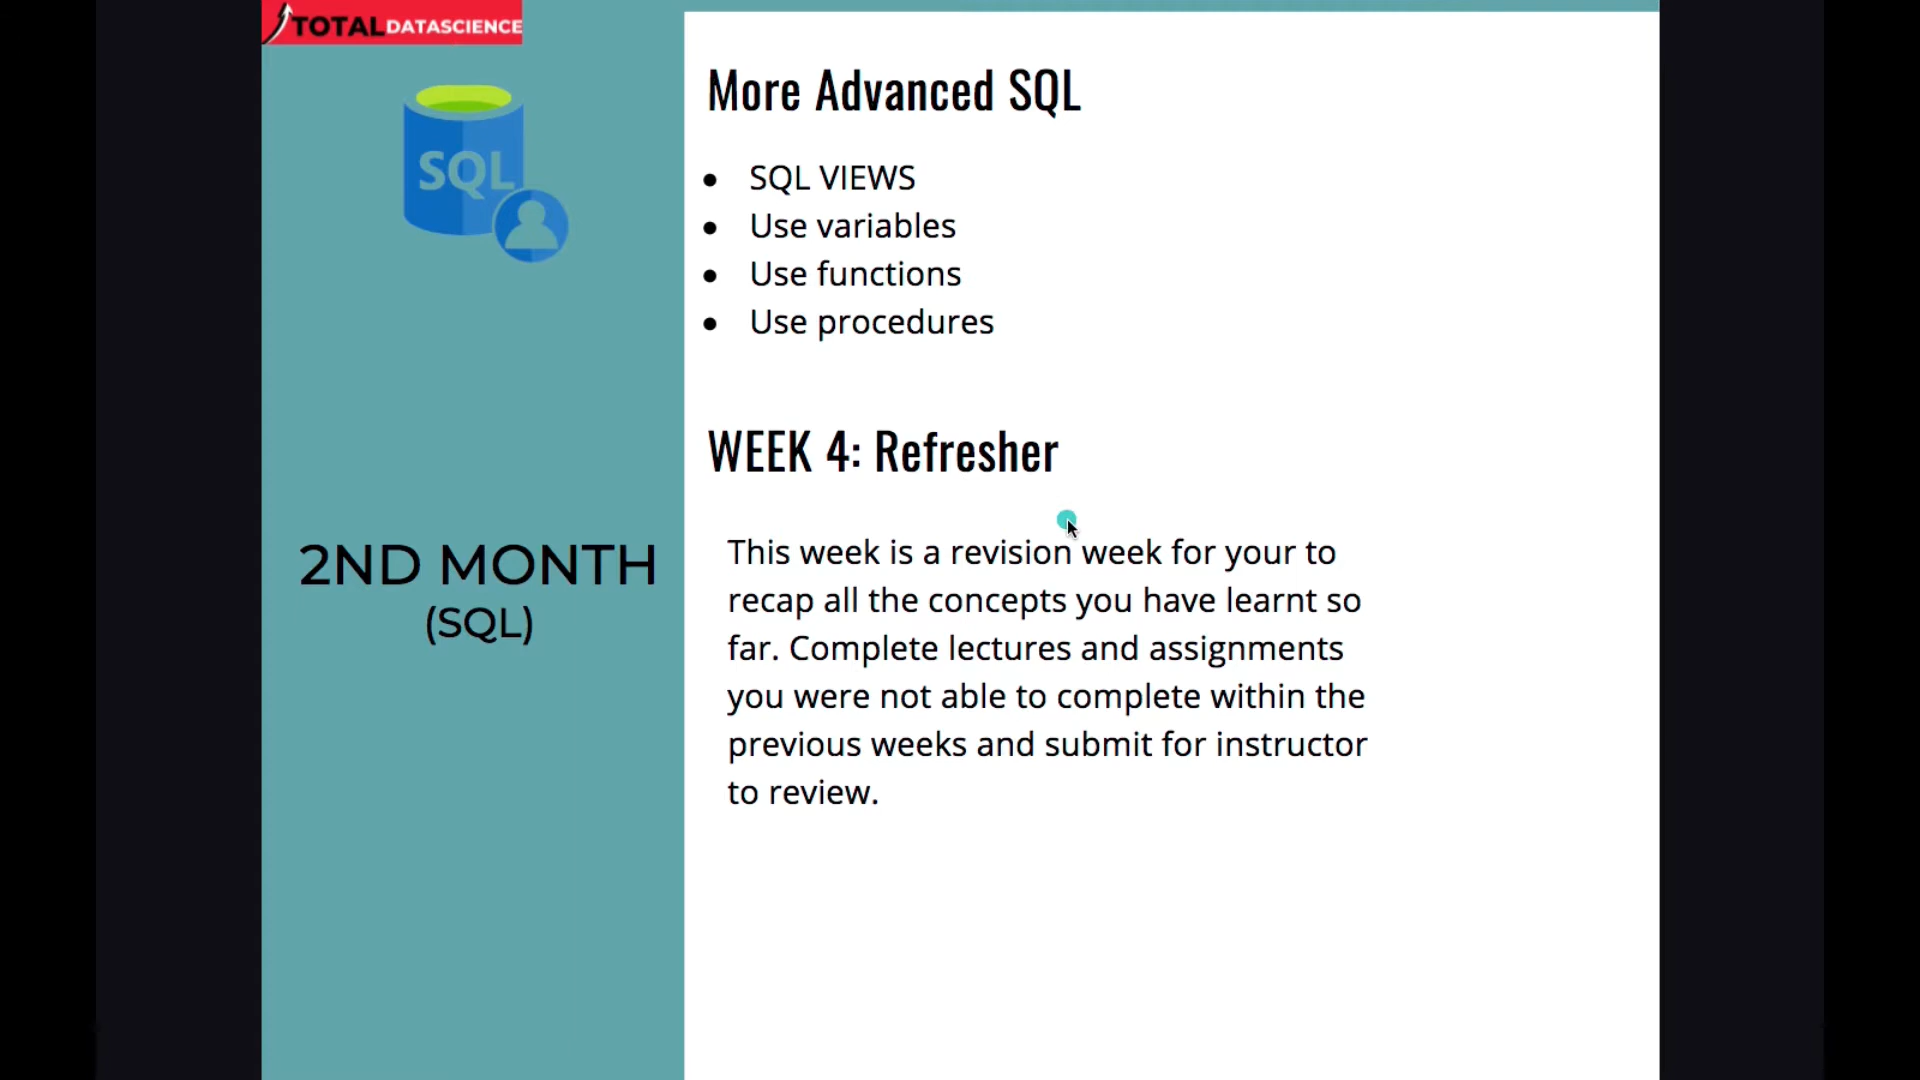 TOTAL DATASCIENCE
SQL
2ND MONTH
(SQL)
More Advanced SQL
● SQL VIEWS
● Use variables
● Use functions
● Use procedures
WEEK 4: Refresher
This week is a revision week for your to
recap all the concepts you have learnt so
far. Complete lectures and assignments
you were not able to complete within the
previous weeks and submit for instructor
to review.